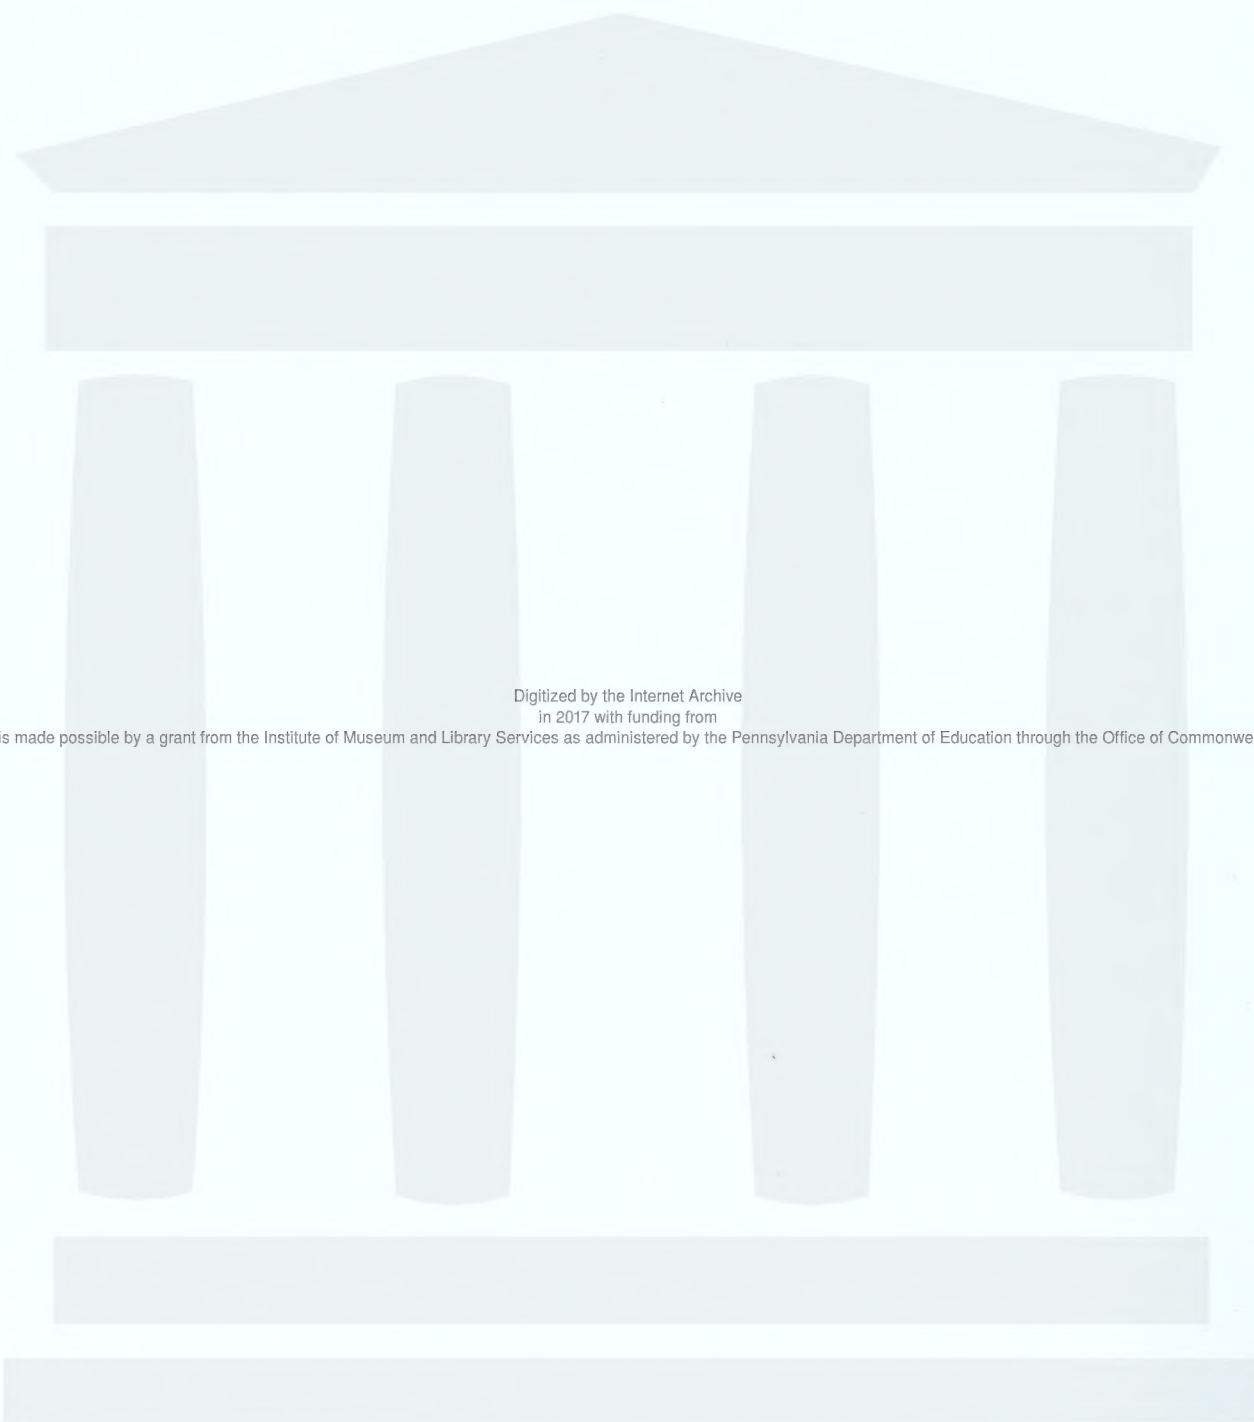 Digitized by the Internet Archive
in 2017 with funding from
is made possible by a grant from the Institute of Museum and Library Services as administered by the Pennsylvania Department of Education through the Office of